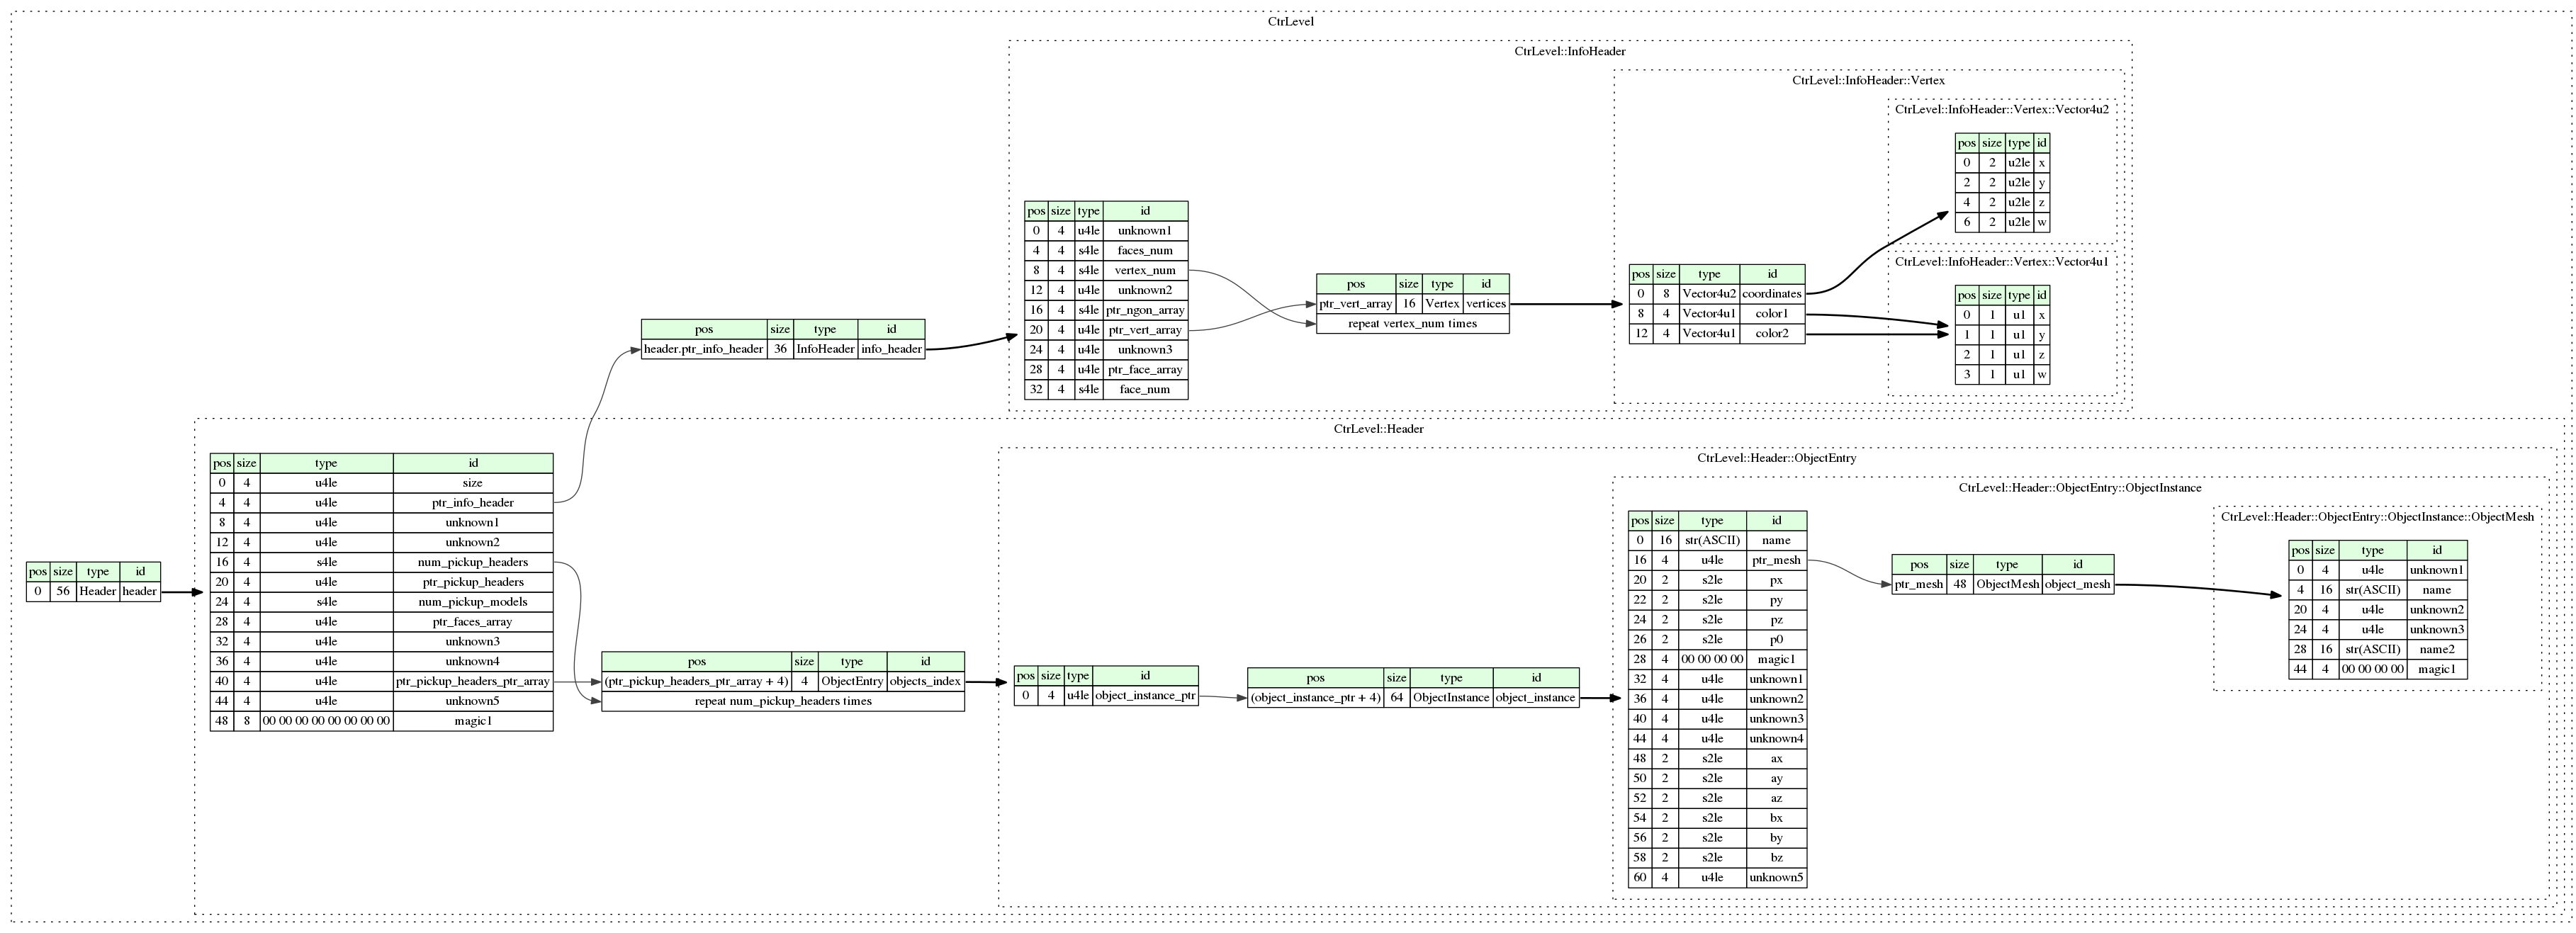 CtrLevel
CtrLevel::InfoHeader
CtrLevel::InfoHeader::Vertex
CtrLevel::InfoHeader::Vertex::Vector4u2
pos size type id
0 2 u2le x
2 2 u2le y
4 2 u2le z
6 2 u2le w
CtrLevel::InfoHeader::Vertex::Vector4u1
pos size type id
0 1 u1 x
1 1 u1 y
2 1 u1 z
3 1 u1 w
pos size type id
0 8 Vector4u2 coordinates
8 4 Vector4u1 color1
12 4 Vector4u1 color2
pos size type id
ptr_vert_array 16 Vertex vertices
repeat vertex_num times
pos size type id
0 4 u4le unknown1
4 4 s4le faces_num
8 4 s4le vertex_num
12 4 u4le unknown2
16 4 s4le ptr_ngon_array
20 4 u4le ptr_vert_array
24 4 u4le unknown3
28 4 u4le ptr_face_array
32 4 s4le face_num
pos size type id
header.ptr_info_header 36 InfoHeader info_header
CtrLevel::Header
pos size type id
0 4 u4le size
4 4 u4le ptr_info_header
8 4 u4le unknown1
12 4 u4le unknown2
16 4 s4le num_pickup_headers
20 4 u4le ptr_pickup_headers
24 4 s4le num_pickup_models
28 4 u4le ptr_faces_array
32 4 u4le unknown3
36 4 u4le unknown4
40 4 u4le ptr_pickup_headers_ptr_array
44 4 u4le unknown5
48 8 00 00 00 00 00 00 00 00 magic1
pos size type id
0 56 Header header
pos size type id
(ptr_pickup_headers_ptr_array + 4) 4 ObjectEntry objects_index
repeat num_pickup_headers times
CtrLevel::Header::ObjectEntry
pos size type id
0 4 u4le object_instance_ptr
pos size type id
(object_instance_ptr + 4) 64 ObjectInstance object_instance
CtrLevel::Header::ObjectEntry::ObjectInstance
pos size type id
0 16 str(ASCII) name
16 4 u4le ptr_mesh
20 2 s2le px
22 2 s2le py
24 2 s2le pz
26 2 s2le p0
28 4 00 00 00 00 magic1
32 4 u4le unknown1
36 4 u4le unknown2
40 4 u4le unknown3
44 4 u4le unknown4
48 2 s2le ax
50 2 s2le ay
52 2 s2le az
54 2 s2le bx
56 2 s2le by
58 2 s2le bz
60 4 u4le unknown5
pos size type id
ptr_mesh 48 ObjectMesh object_mesh
CtrLevel::Header::ObjectEntry::ObjectInstance::ObjectMesh
pos size type id
0 4 u4le unknown1
4 16 str(ASCII) name
20 4 u4le unknown2
24 4 u4le unknown3
28 16 str(ASCII) name2
44 4 00 00 00 00 magic1